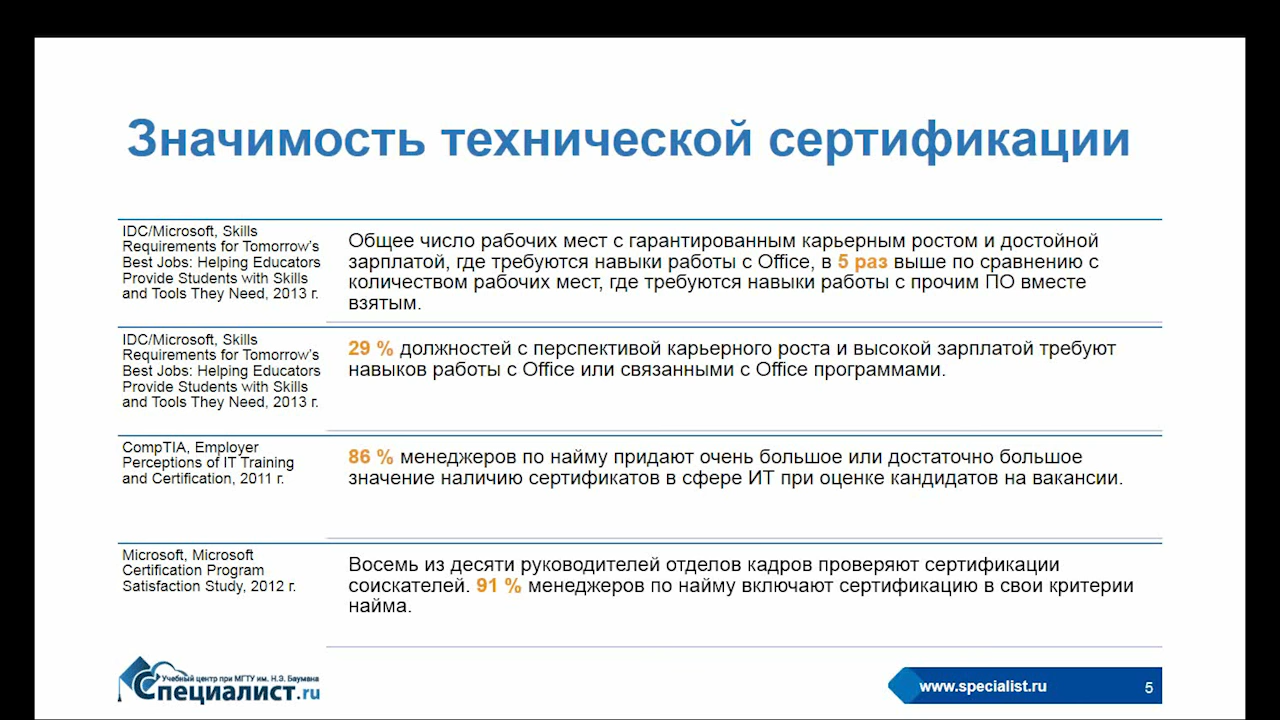 Значимость технической сертификации
IDC/Microsoft, Skills
Requirements for Tomorrow's
Best Jobs: Helping Educators
Provide Students with Skills
and Tools They Need, 2013 г.
Общее число рабочих мест с гарантированным карьерным ростом и достойной
зарплатой, где требуются навыки работы с Office, в 5 раз выше по сравнению с
количеством рабочих мест, где требуются навыки работы с прочим ПО вместе
взятым.
IDC/Microsoft, Skills
Requirements for Tomorrow's
Best Jobs: Helping Educators
Provide Students with Skills
and Tools They Need, 2013 г.
29 % должностей с перспективой карьерного роста и высокой зарплатой требуют
навыков работы с Office или связанными с Office программами.
CompTIA, Employer
Perceptions of IT Training
and Certification, 2011 г.
86 % менеджеров по найму придают очень большое или достаточно большое
значение наличию сертификатов в сфере ИТ при оценке кандидатов на вакансии.
Microsoft, Microsoft
Certification Program
Satisfaction Study, 2012 г.
Восемь из десяти руководителей отделов кадров проверяют сертификации
соискателей. 91 % менеджеров по найму включают сертификацию в свои критерии
найма.
Учебный центр при МГТУ им. Н.Э. Баумана
Специалист.ru
www.specialist.ru
5